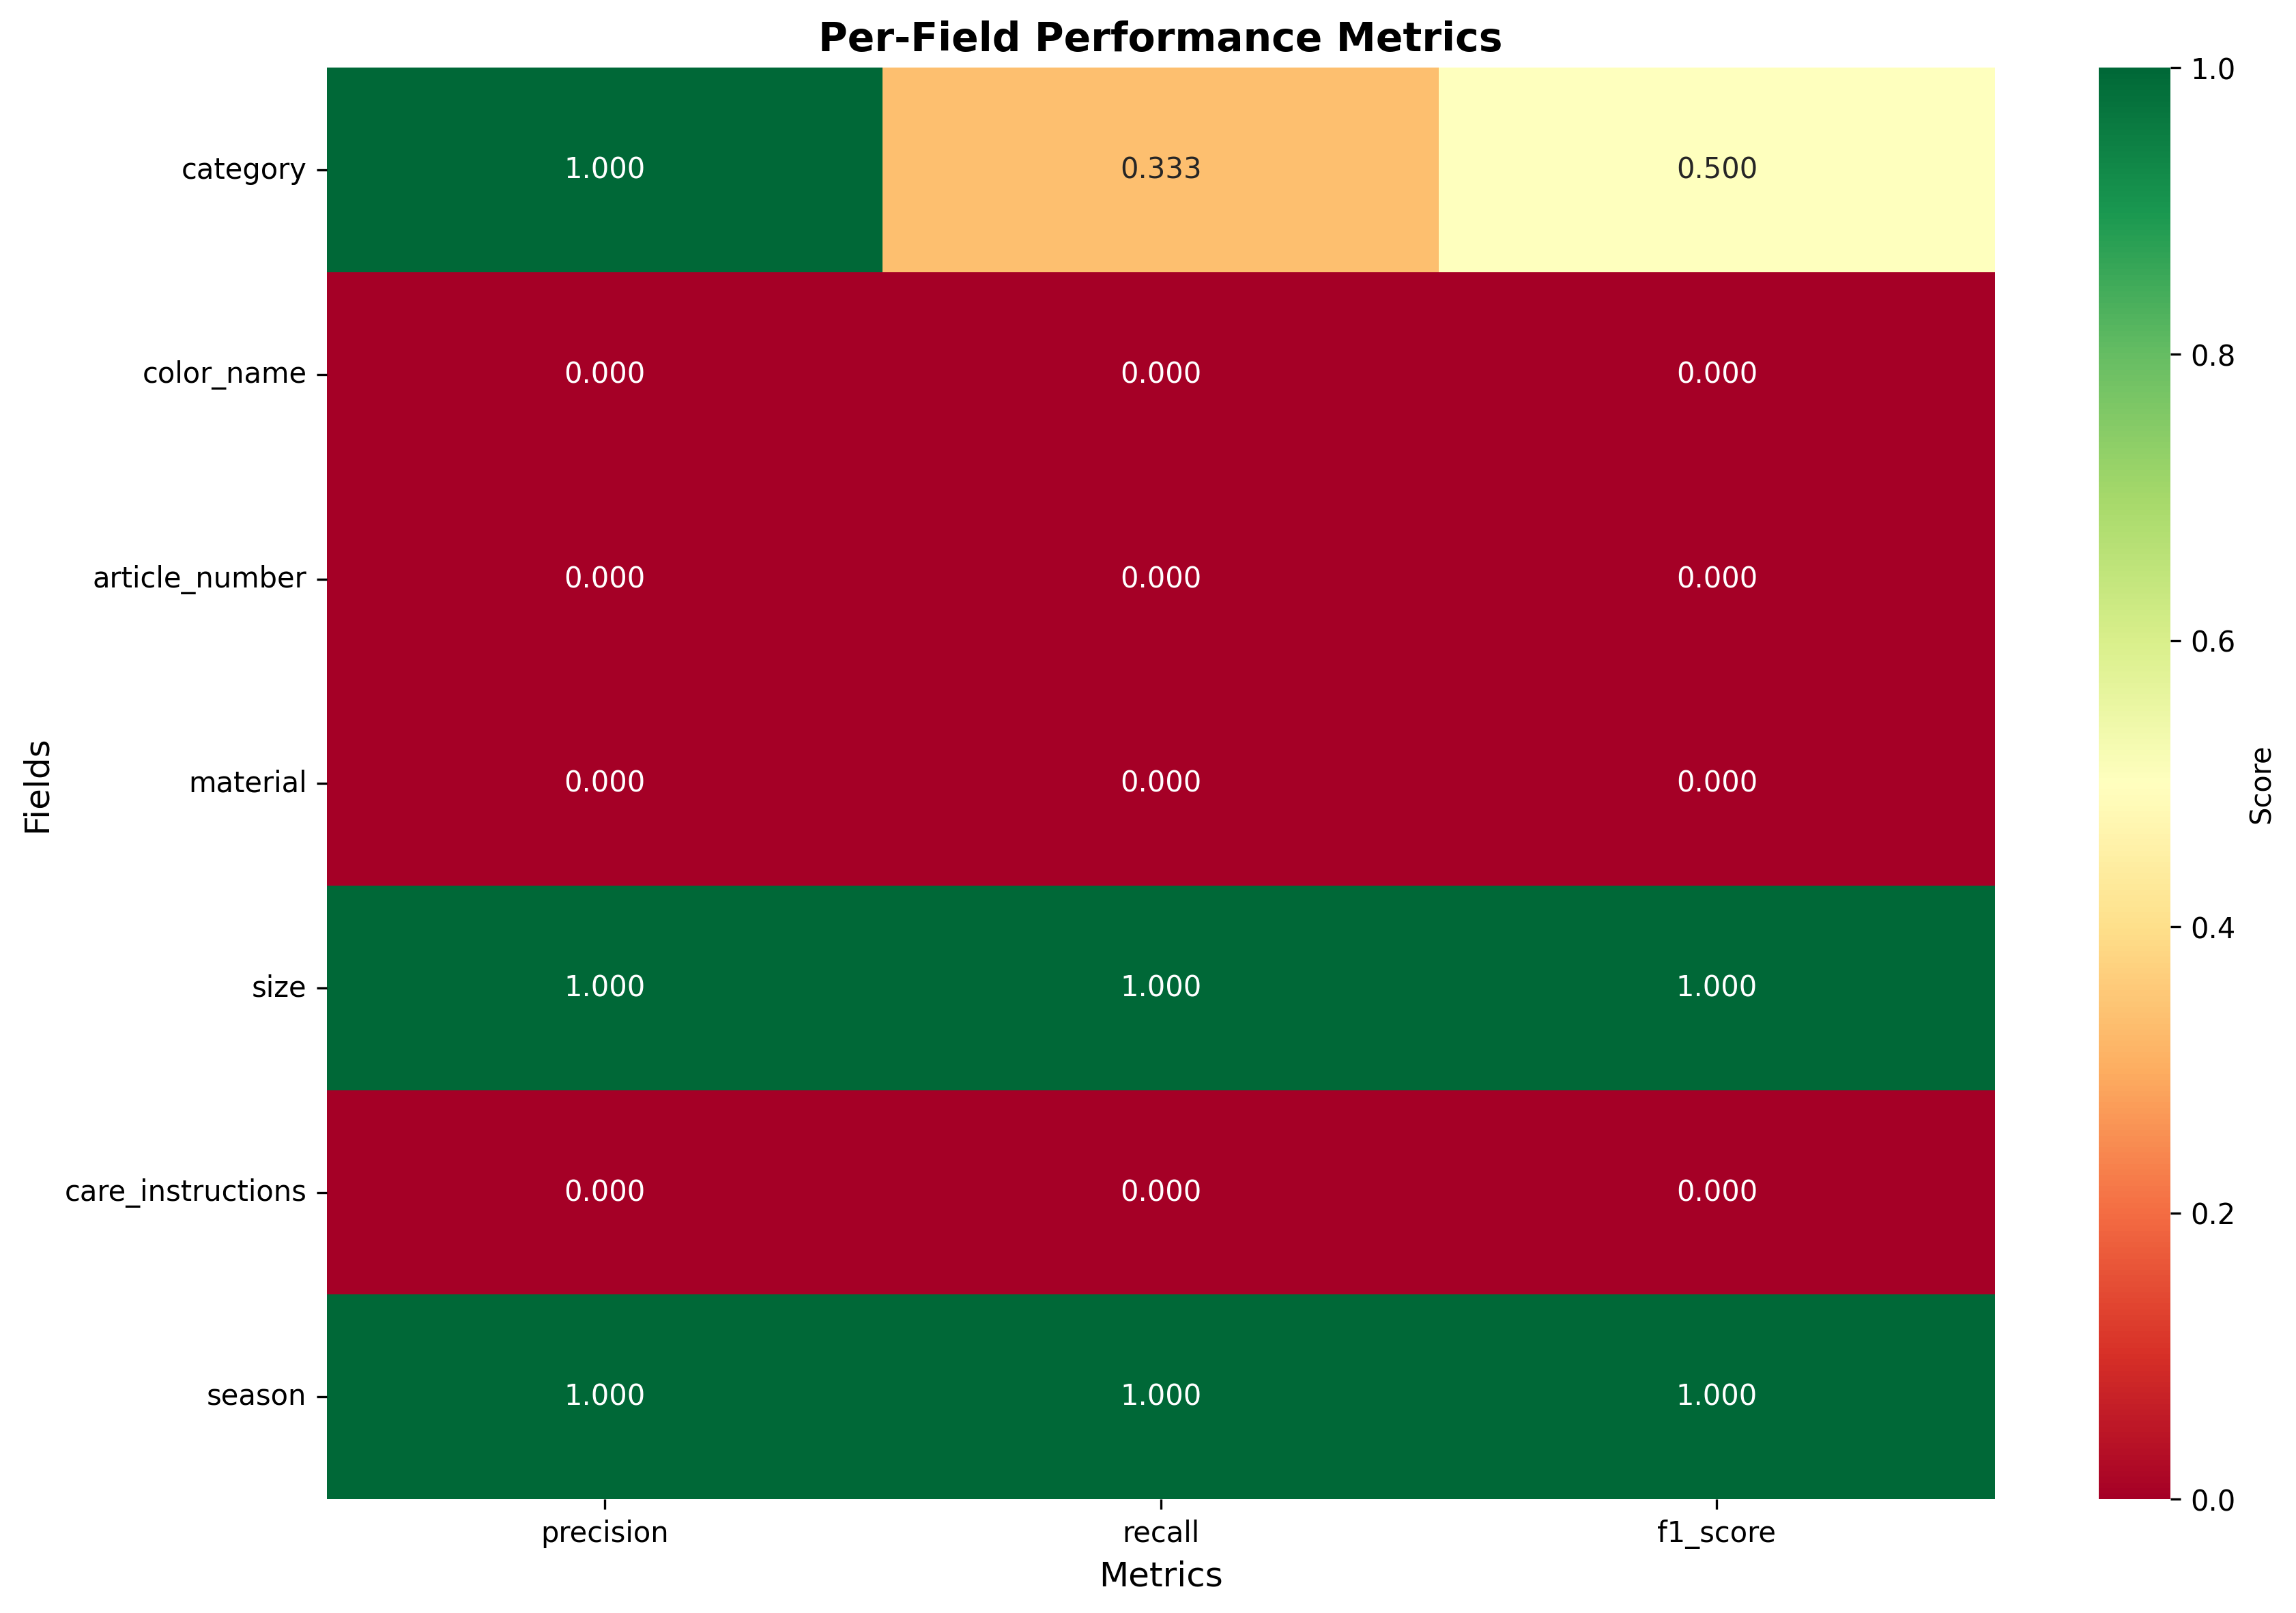 Per-Field Performance Metrics
category 1.000 0.333 0.500
color_name 0.000 0.000 0.000
article_number 0.000 0.000 0.000
material 0.000 0.000 0.000
size 1.000 1.000 1.000
care_instructions 0.000 0.000 0.000
season 1.000 1.000 1.000
precision recall f1_score
Metrics
Fields
1.0
0.8
0.6
0.4
0.2
0.0
Score